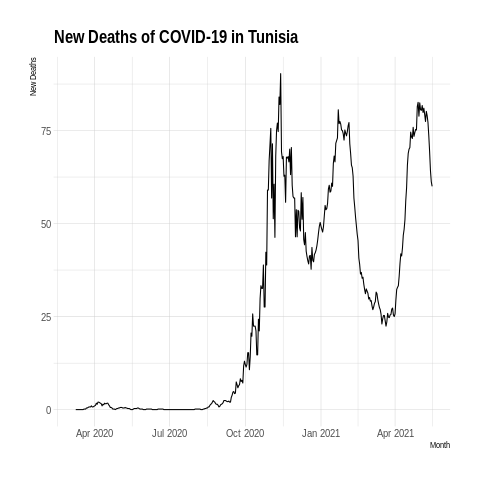 New Deaths of COVID-19 in Tunisia
New Deaths
75
50
25
0
Apr 2020 Jul 2020 Oct 2020 Jan 2021 Apr 2021
Month